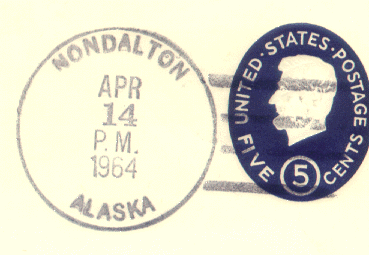 NONDALTON
APR
14
P.M.
1964
ALASKA
UNITED·STATES·POSTAGE
FIVE 5 CENTS